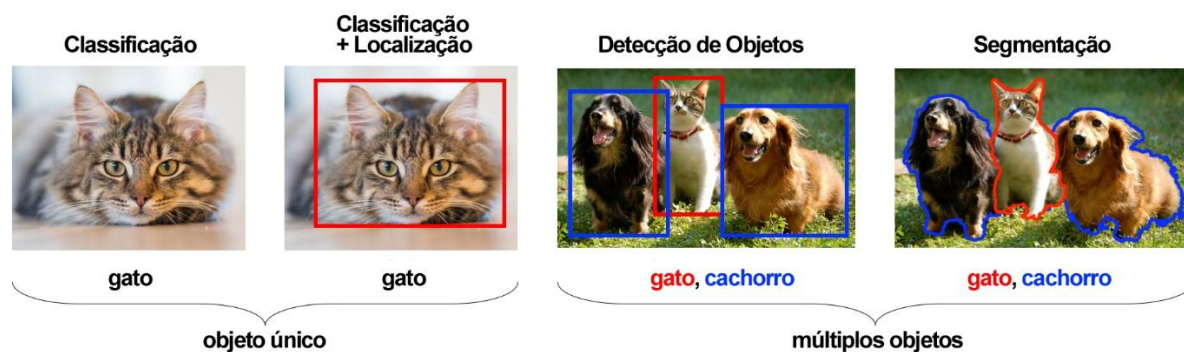 Classificação
Classificação
+ Localização
Detecção de Objetos
Segmentação
gato
gato
gato, cachorro
gato, cachorro
objeto único
múltiplos objetos